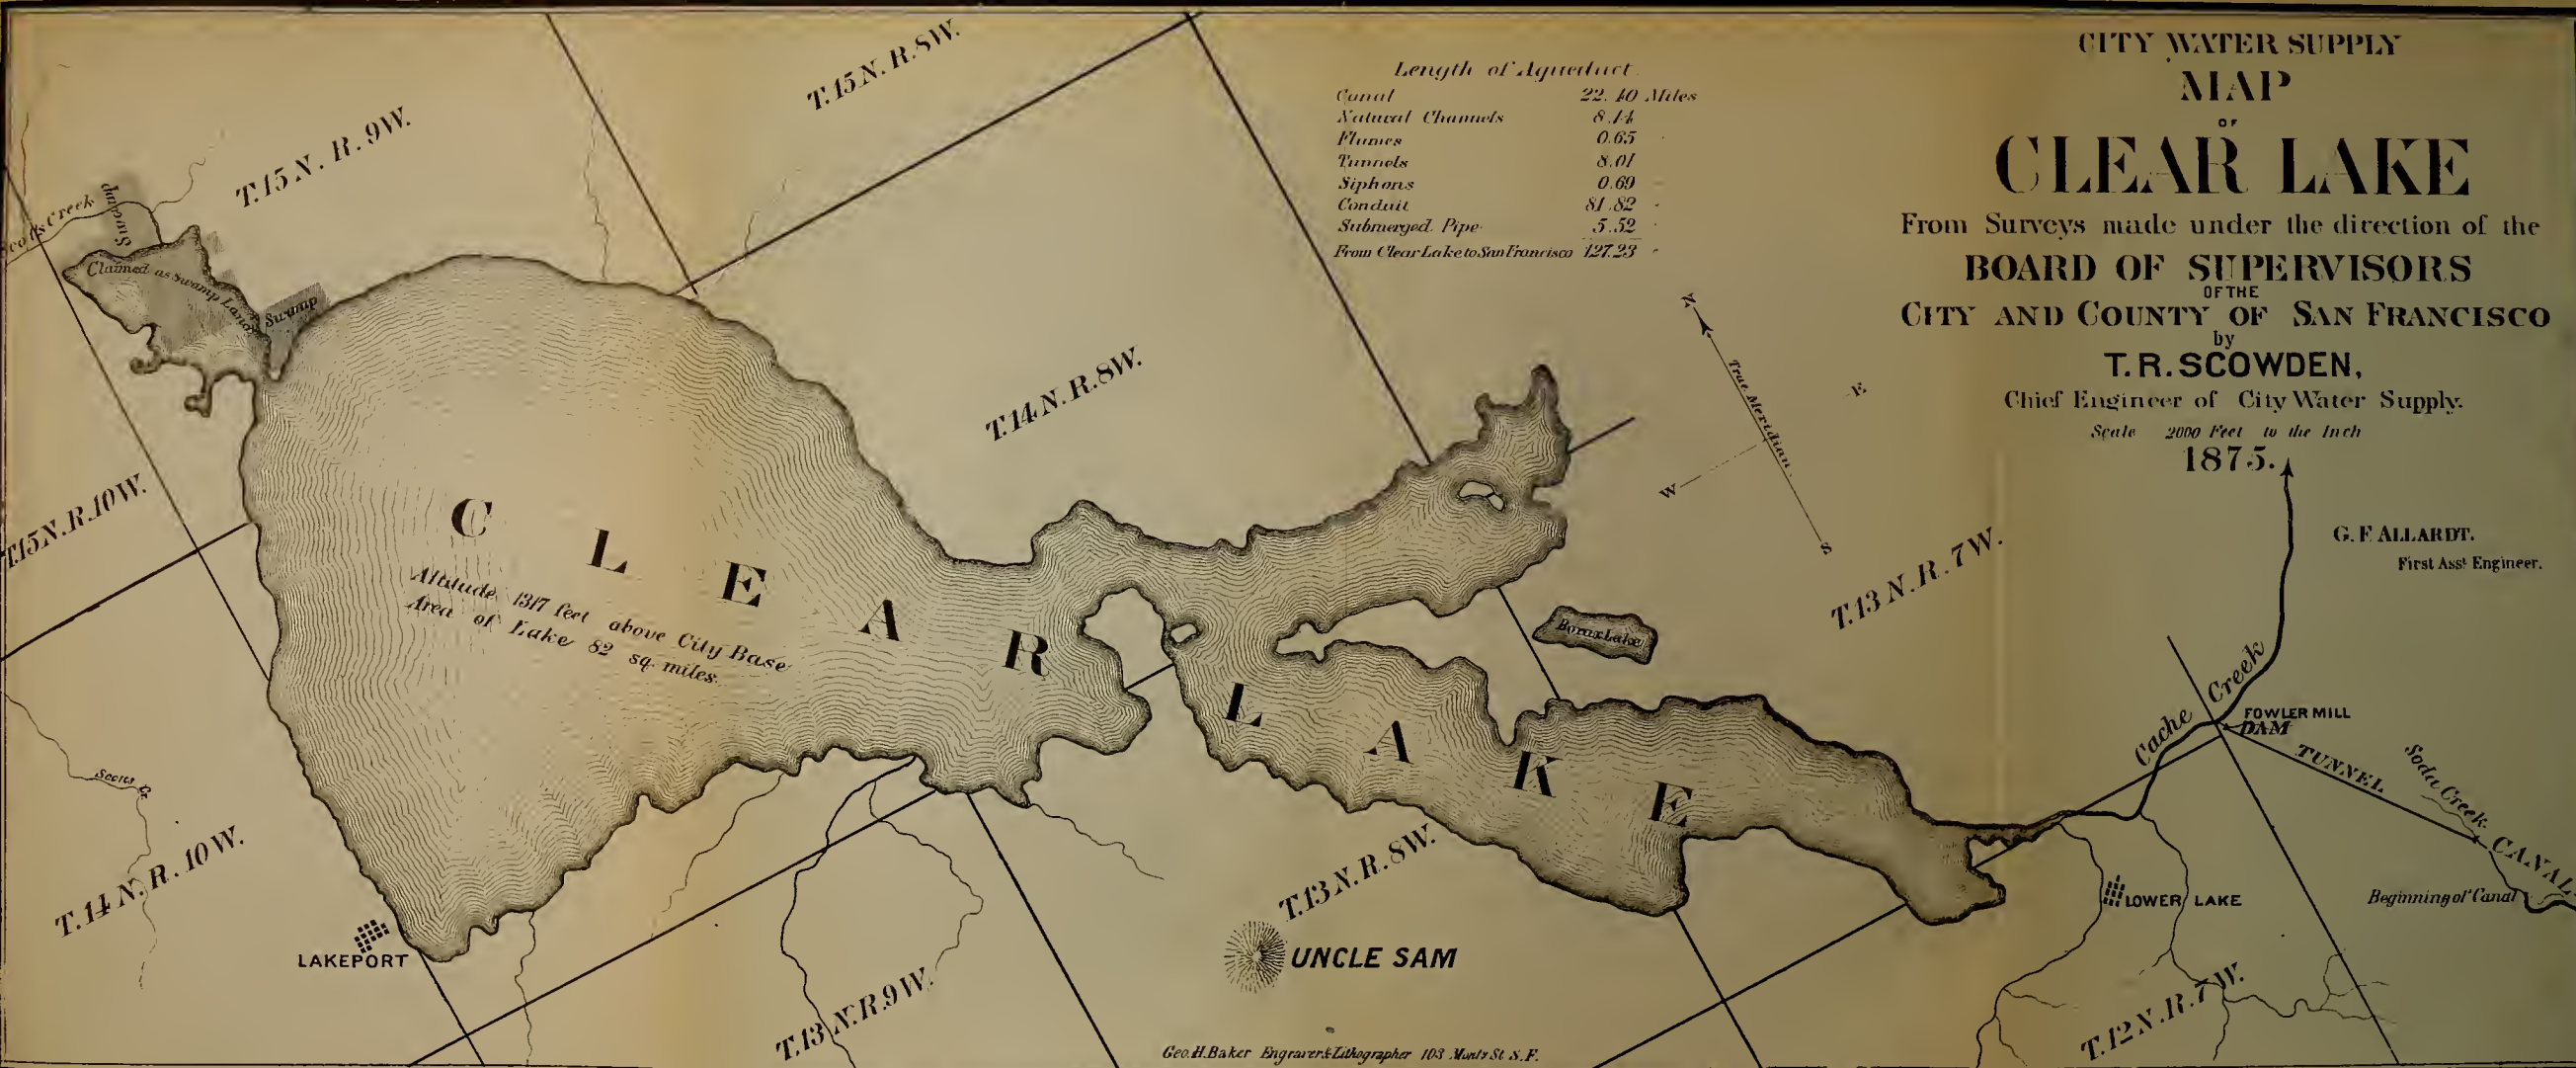 CITY WATER SUPPLY
MAP
OF
CLEAR LAKE
From Surveys made under the direction of the
BOARD OF SUPERVISORS
OF THE
CITY AND COUNTY OF SAN FRANCISCO
by
T. R. SCOWDEN,
Chief Engineer of City Water Supply.
Scale 2000 Feet to the Inch
1875.
G. F. ALLARDT.
First Asst. Engineer.
Length of Aqueduct.
Canal 22.40 Miles
Natural Channels 8.14
Flumes 0.65
Tunnels 8.01
Siphons 0.69
Conduit 81.82
Submerged Pipe 5.52
From Clear Lake to San Francisco 127.23
T. 15 N. R. 9 W.
T. 15 N. R. 8 W.
Scotts Creek
Swamp
Claimed as Swamp Land
Swamp
T. 14 N. R. 8 W.
N
True Meridian.
E
W
S
T. 15 N. R. 10 W.
CLEAR
Altitude 1317 feet above City Base
Area of Lake 82 sq. miles.
LAKE
Borax Lake
T. 13 N. R. 7 W.
Cache Creek
FOWLER MILL
DAM
TUNNEL
Soda Creek
CANAL
Beginning of Canal
Scotts Cr.
T. 14 N. R. 10 W.
LAKEPORT
T. 13 N. R. 8 W.
UNCLE SAM
LOWER LAKE
T. 13 N. R. 9 W.
T. 12 N. R. 7 W.
Geo. H. Baker Engraver & Lithographer 103 Montg St. S. F.